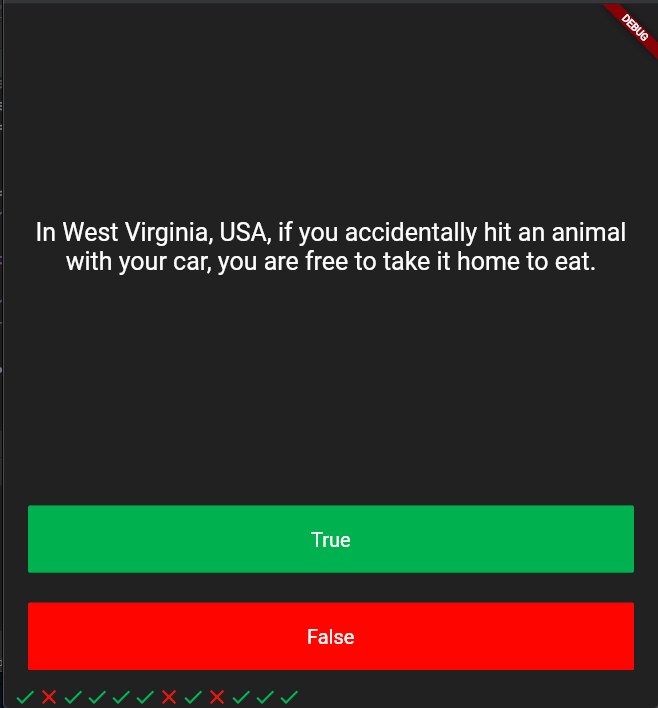 DEBUG
In West Virginia, USA, if you accidentally hit an animal
with your car, you are free to take it home to eat.
True
False